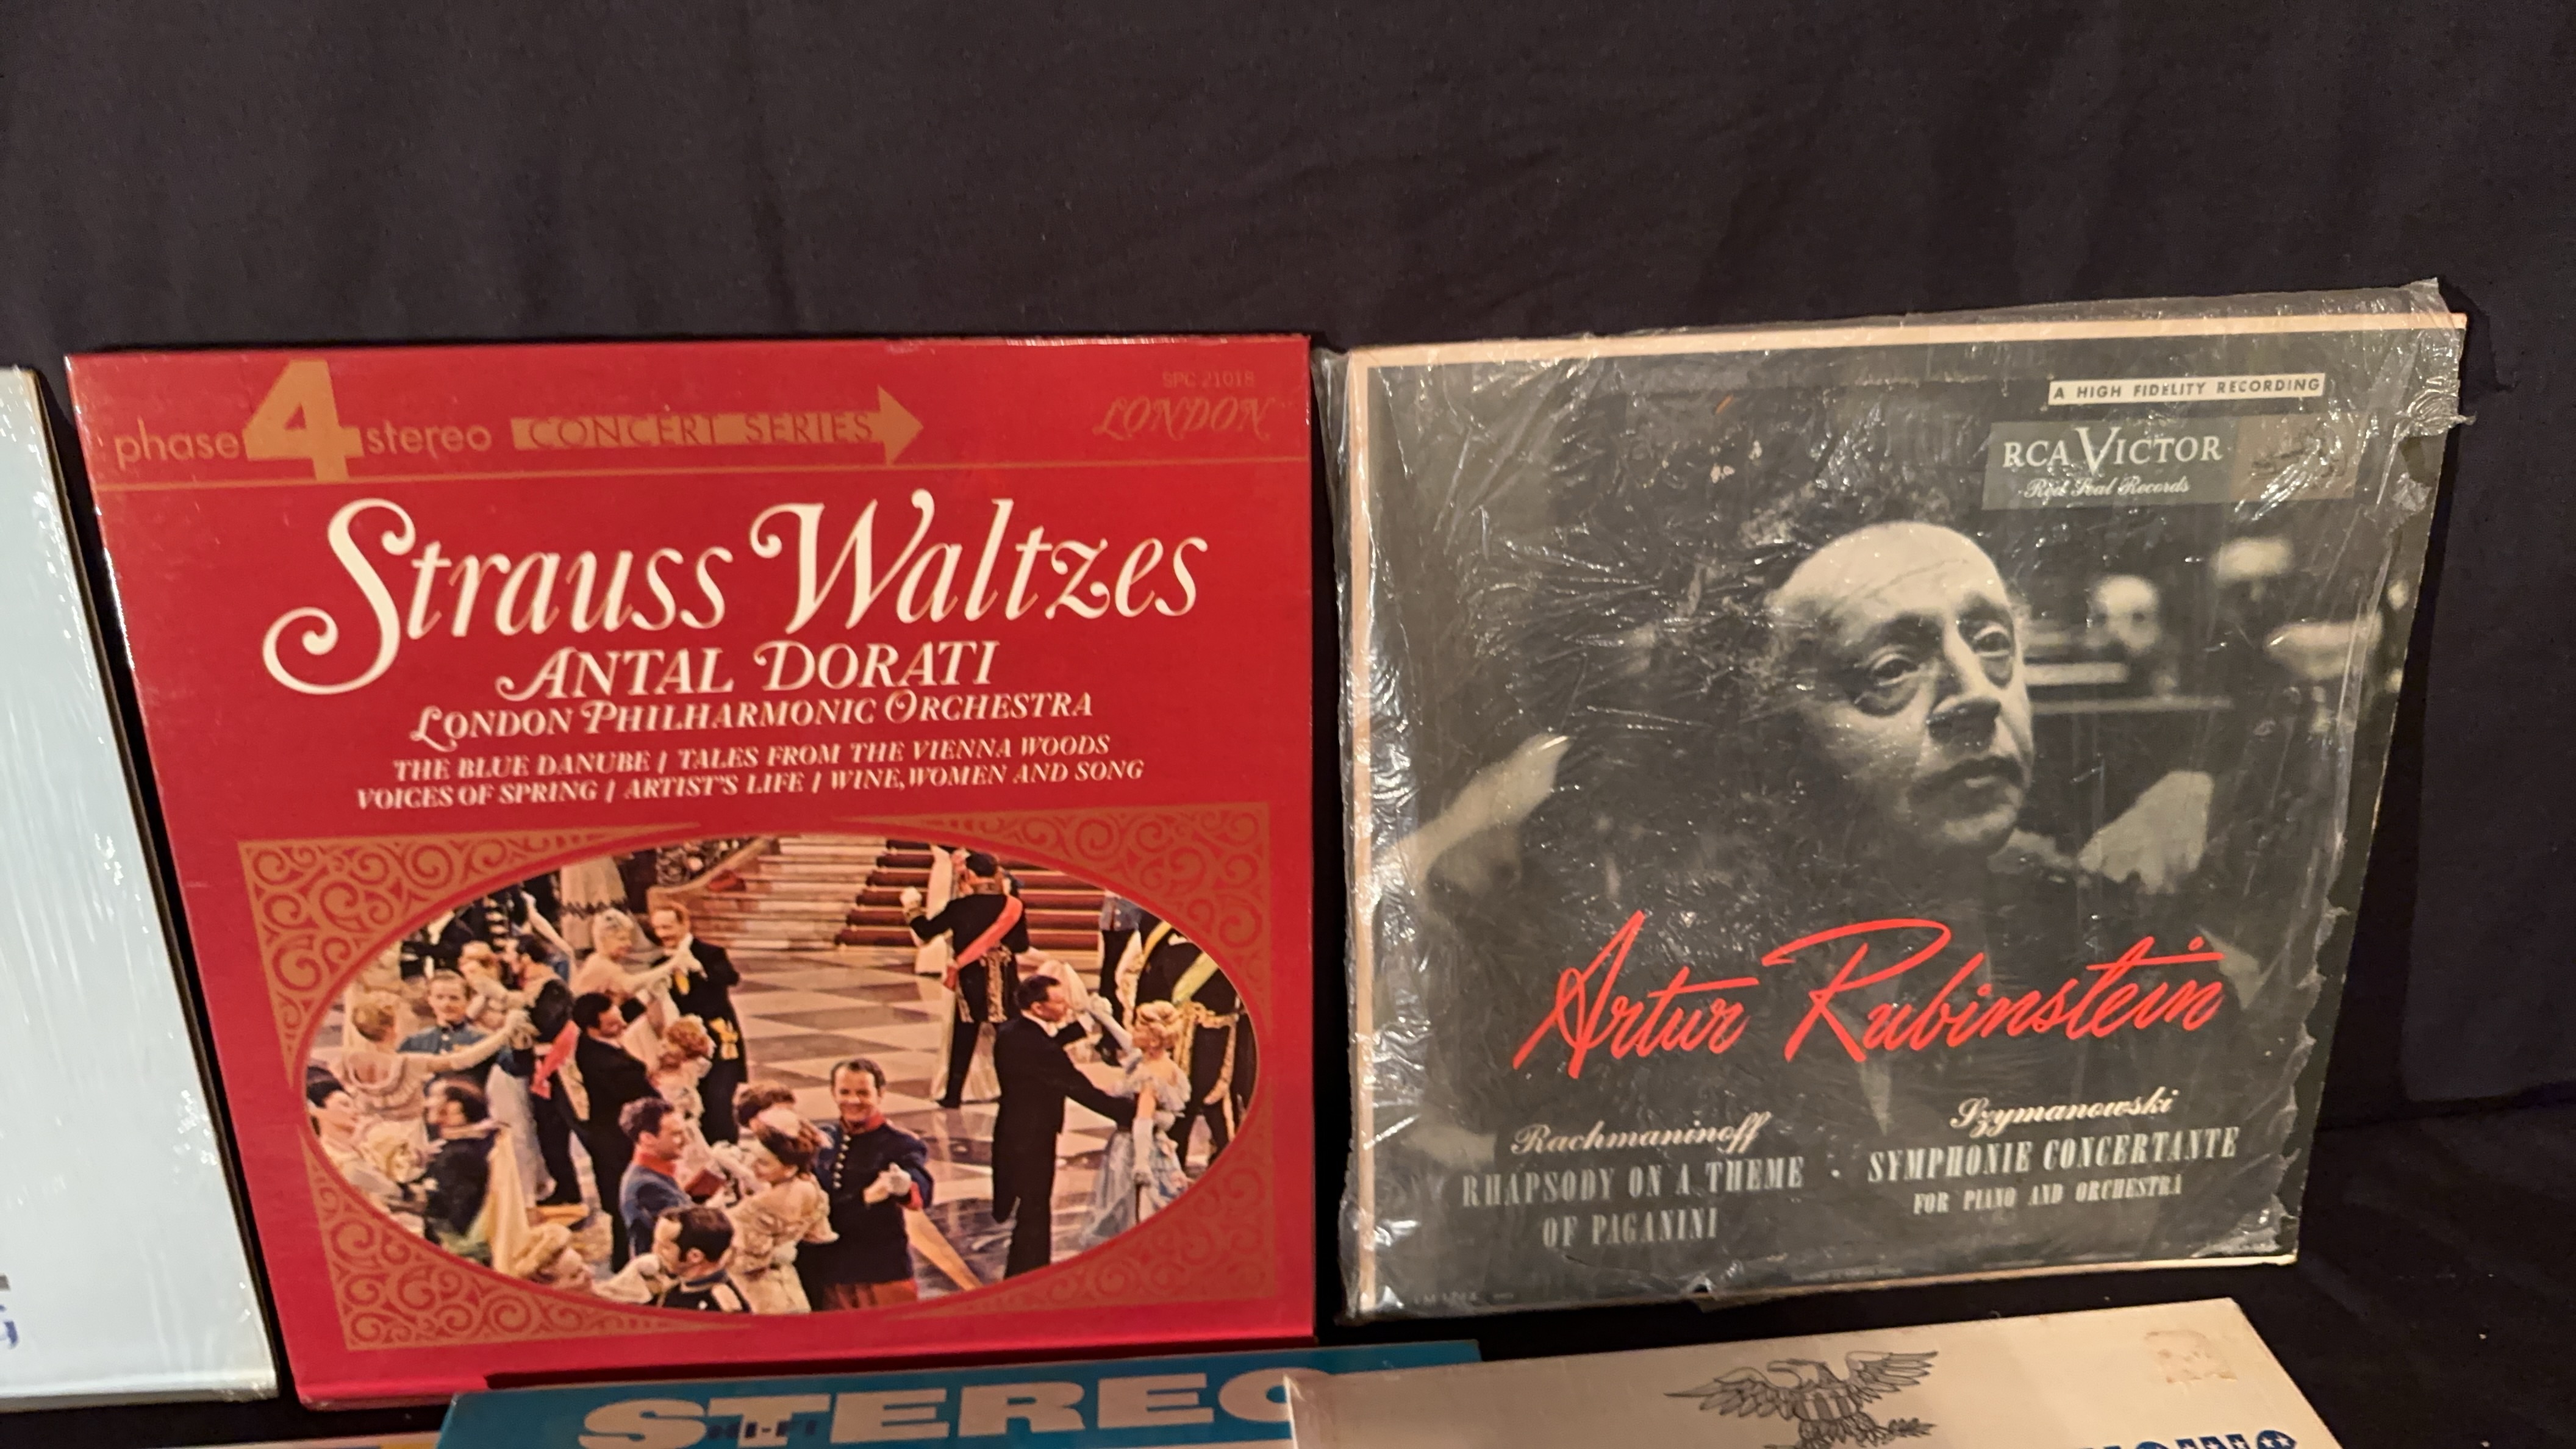 phase 4 stereo CONCERT SERIES
SPC 21018
LONDON
Strauss Waltzes
ANTAL DORATI
LONDON PHILHARMONIC ORCHESTRA
THE BLUE DANUBE / TALES FROM THE VIENNA WOODS
VOICES OF SPRING / ARTIST'S LIFE / WINE, WOMEN AND SONG
A HIGH FIDELITY RECORDING
RCA VICTOR
Red Seal Records
Artur Rubinstein
Rachmaninoff
RHAPSODY ON A THEME
OF PAGANINI
·
Szymanowski
SYMPHONIE CONCERTANTE
FOR PIANO AND ORCHESTRA
STEREO
HI-FI